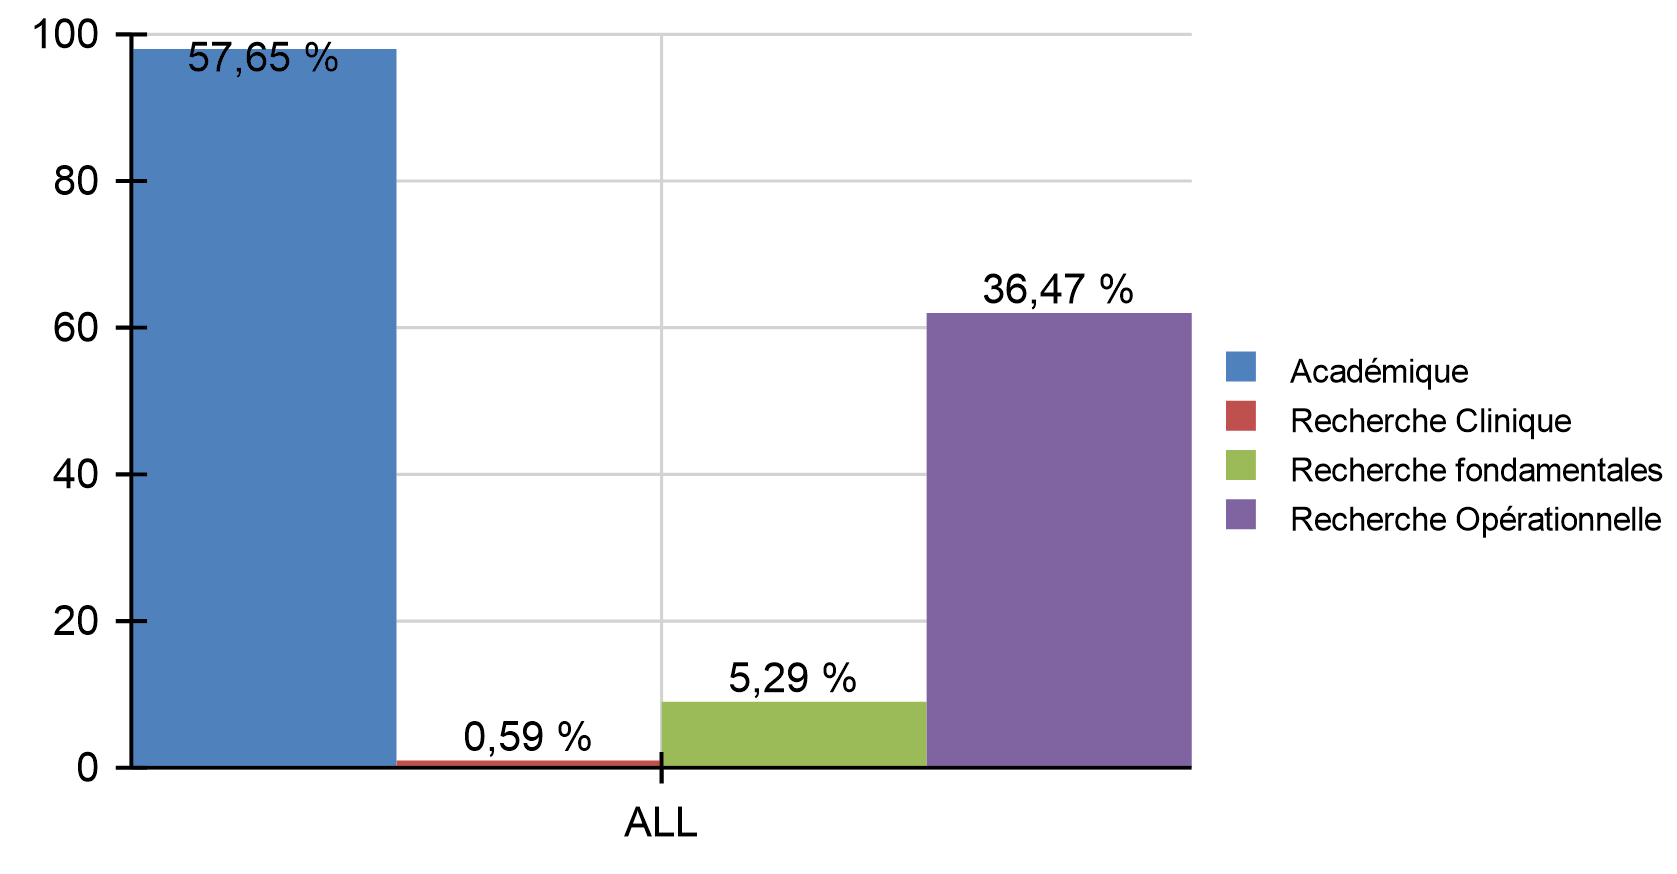 100
80
60
40
20
0
57,65 %
0,59 %
5,29 %
36,47 %
ALL
Académique
Recherche Clinique
Recherche fondamentales
Recherche Opérationnelle